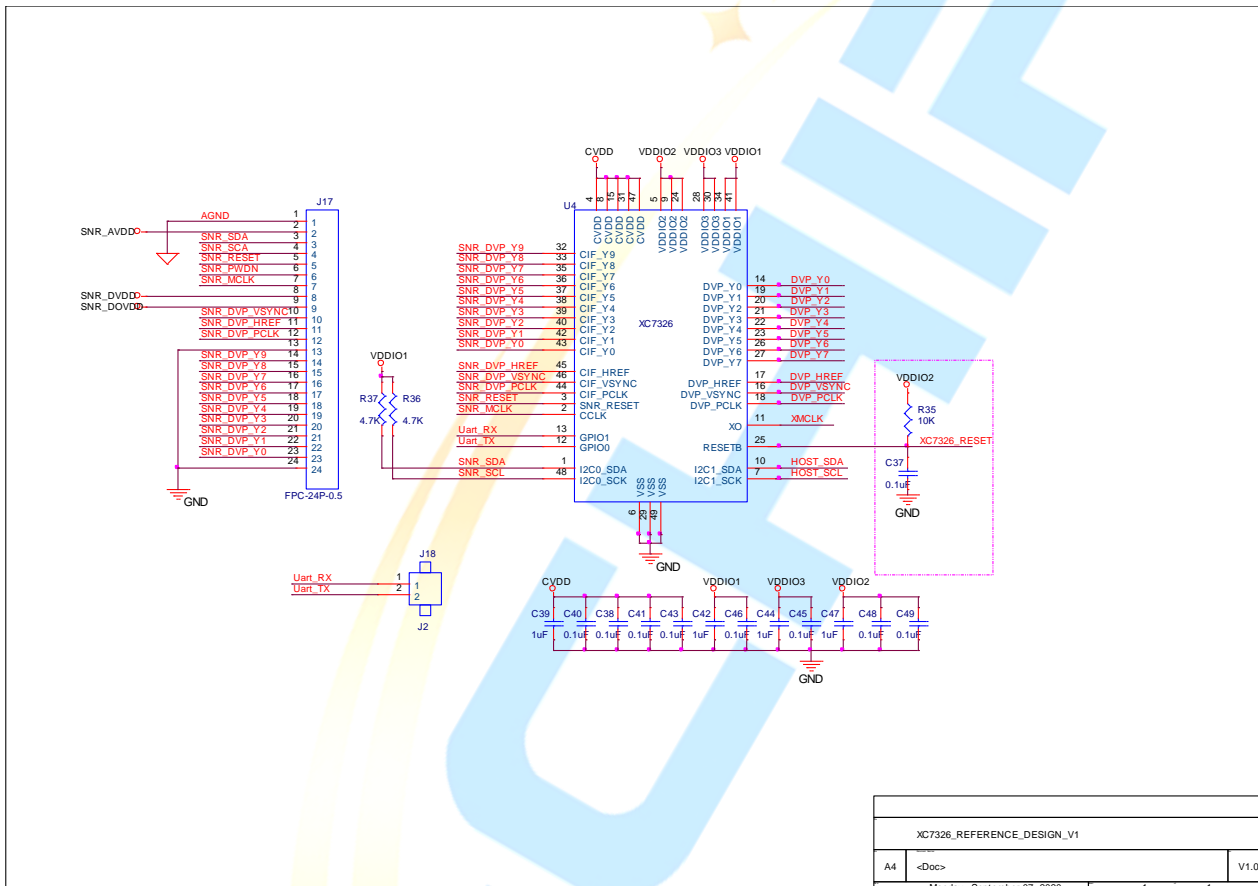 J17
AGND 1 1
SNR_AVDD 2 2
SNR_SDA 3 3
SNR_SCA 4 4
SNR_RESET 5 5
SNR_PWDN 6 6
SNR_MCLK 7 7
SNR_DVDD 8 8
SNR_DOVDD 9 9
SNR_DVP_VSYNC 10 10
SNR_DVP_HREF 11 11
SNR_DVP_PCLK 12 12
13 13
SNR_DVP_Y9 14 14
SNR_DVP_Y8 15 15
SNR_DVP_Y7 16 16
SNR_DVP_Y6 17 17
SNR_DVP_Y5 18 18
SNR_DVP_Y4 19 19
SNR_DVP_Y3 20 20
SNR_DVP_Y2 21 21
SNR_DVP_Y1 22 22
SNR_DVP_Y0 23 23
24 24
GND
FPC-24P-0.5
VDDIO1
R37 R36
4.7K 4.7K
CVDD VDDIO2 VDDIO3 VDDIO1
4 8 15 31 47 5 9 24 28 30 34 41
CVDD CVDD CVDD CVDD CVDD VDDIO2 VDDIO2 VDDIO2 VDDIO3 VDDIO3 VDDIO1 VDDIO1
U4
XC7326
SNR_DVP_Y9 32 CIF_Y9
SNR_DVP_Y8 33 CIF_Y8
SNR_DVP_Y7 35 CIF_Y7
SNR_DVP_Y6 36 CIF_Y6
SNR_DVP_Y5 37 CIF_Y5
SNR_DVP_Y4 38 CIF_Y4
SNR_DVP_Y3 39 CIF_Y3
SNR_DVP_Y2 40 CIF_Y2
SNR_DVP_Y1 42 CIF_Y1
SNR_DVP_Y0 43 CIF_Y0
SNR_DVP_HREF 45 CIF_HREF
SNR_DVP_VSYNC 46 CIF_VSYNC
SNR_DVP_PCLK 44 CIF_PCLK
SNR_RESET 3 SNR_RESET
SNR_MCLK 2 CCLK
Uart_RX 13 GPIO1
Uart_TX 12 GPIO0
SNR_SDA 1 I2C0_SDA
SNR_SCL 48 I2C0_SCK
DVP_Y0 14 DVP_Y0
DVP_Y1 19 DVP_Y1
DVP_Y2 20 DVP_Y2
DVP_Y3 21 DVP_Y3
DVP_Y4 22 DVP_Y4
DVP_Y5 23 DVP_Y5
DVP_Y6 26 DVP_Y6
DVP_Y7 27 DVP_Y7
DVP_HREF 17 DVP_HREF
DVP_VSYNC 16 DVP_VSYNC
DVP_PCLK 18 DVP_PCLK
XO 11 XMCLK
RESETB 25 XC7326_RESET
I2C1_SDA 10 HOST_SDA
I2C1_SCK 7 HOST_SCL
VSS VSS VSS
6 29 49
GND
VDDIO2
R35
10K
C37
0.1uF
GND
J18
Uart_RX 1 1
Uart_TX 2 2
J2
CVDD VDDIO1 VDDIO3 VDDIO2
C39 C40 C38 C41 C43 C42 C46 C44 C45 C47 C48 C49
1uF 0.1uF 0.1uF 0.1uF 0.1uF 1uF 0.1uF 1uF 0.1uF 1uF 0.1uF 0.1uF
GND
CHIP
XC7326_REFERENCE_DESIGN_V1
A4 <Doc> V1.0